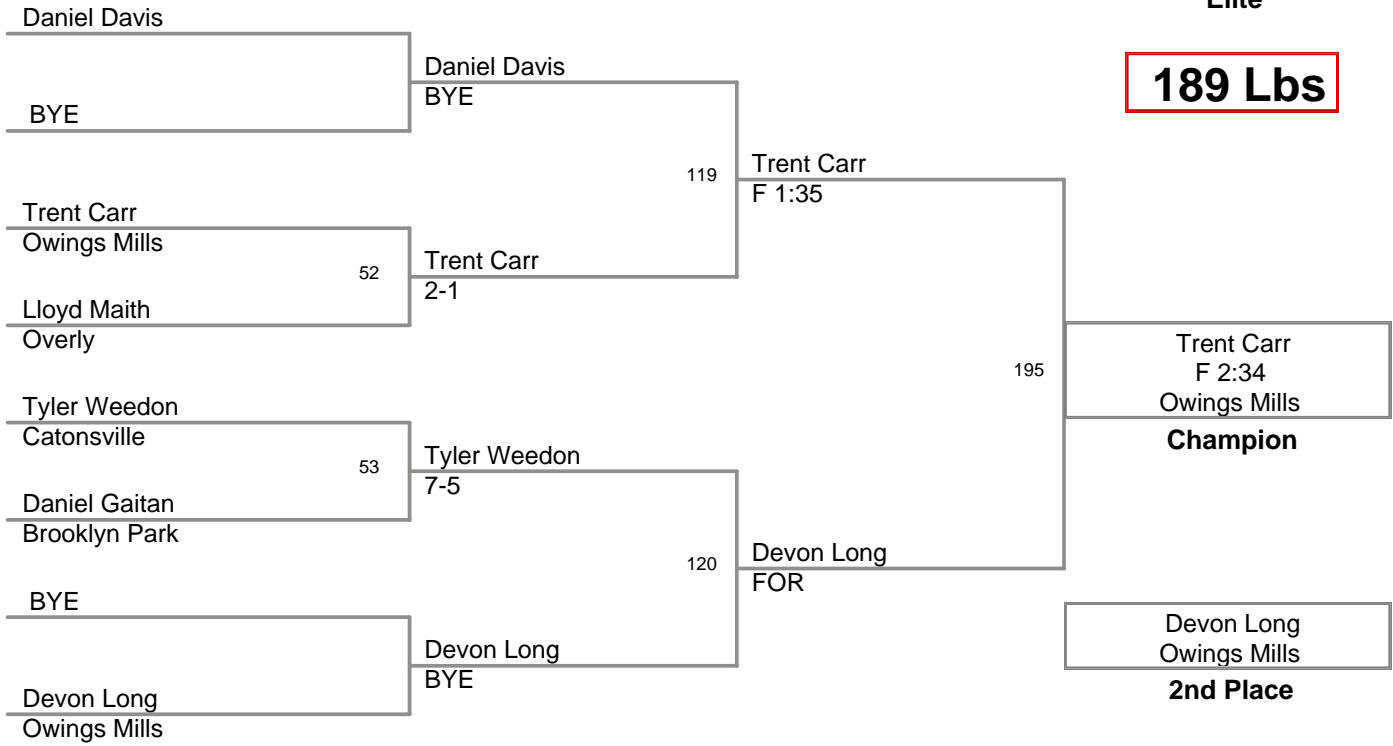 Elite
189 Lbs
Daniel Davis
BYE
Trent Carr
Owings Mills
Lloyd Maith
Overly
Tyler Weedon
Catonsville
Daniel Gaitan
Brooklyn Park
BYE
Devon Long
Owings Mills
52
53
Daniel Davis
BYE
Trent Carr
2-1
Tyler Weedon
7-5
Devon Long
BYE
119
120
Trent Carr
F 1:35
Devon Long
FOR
195
Trent Carr
F 2:34
Owings Mills
Champion
Devon Long
Owings Mills
2nd Place